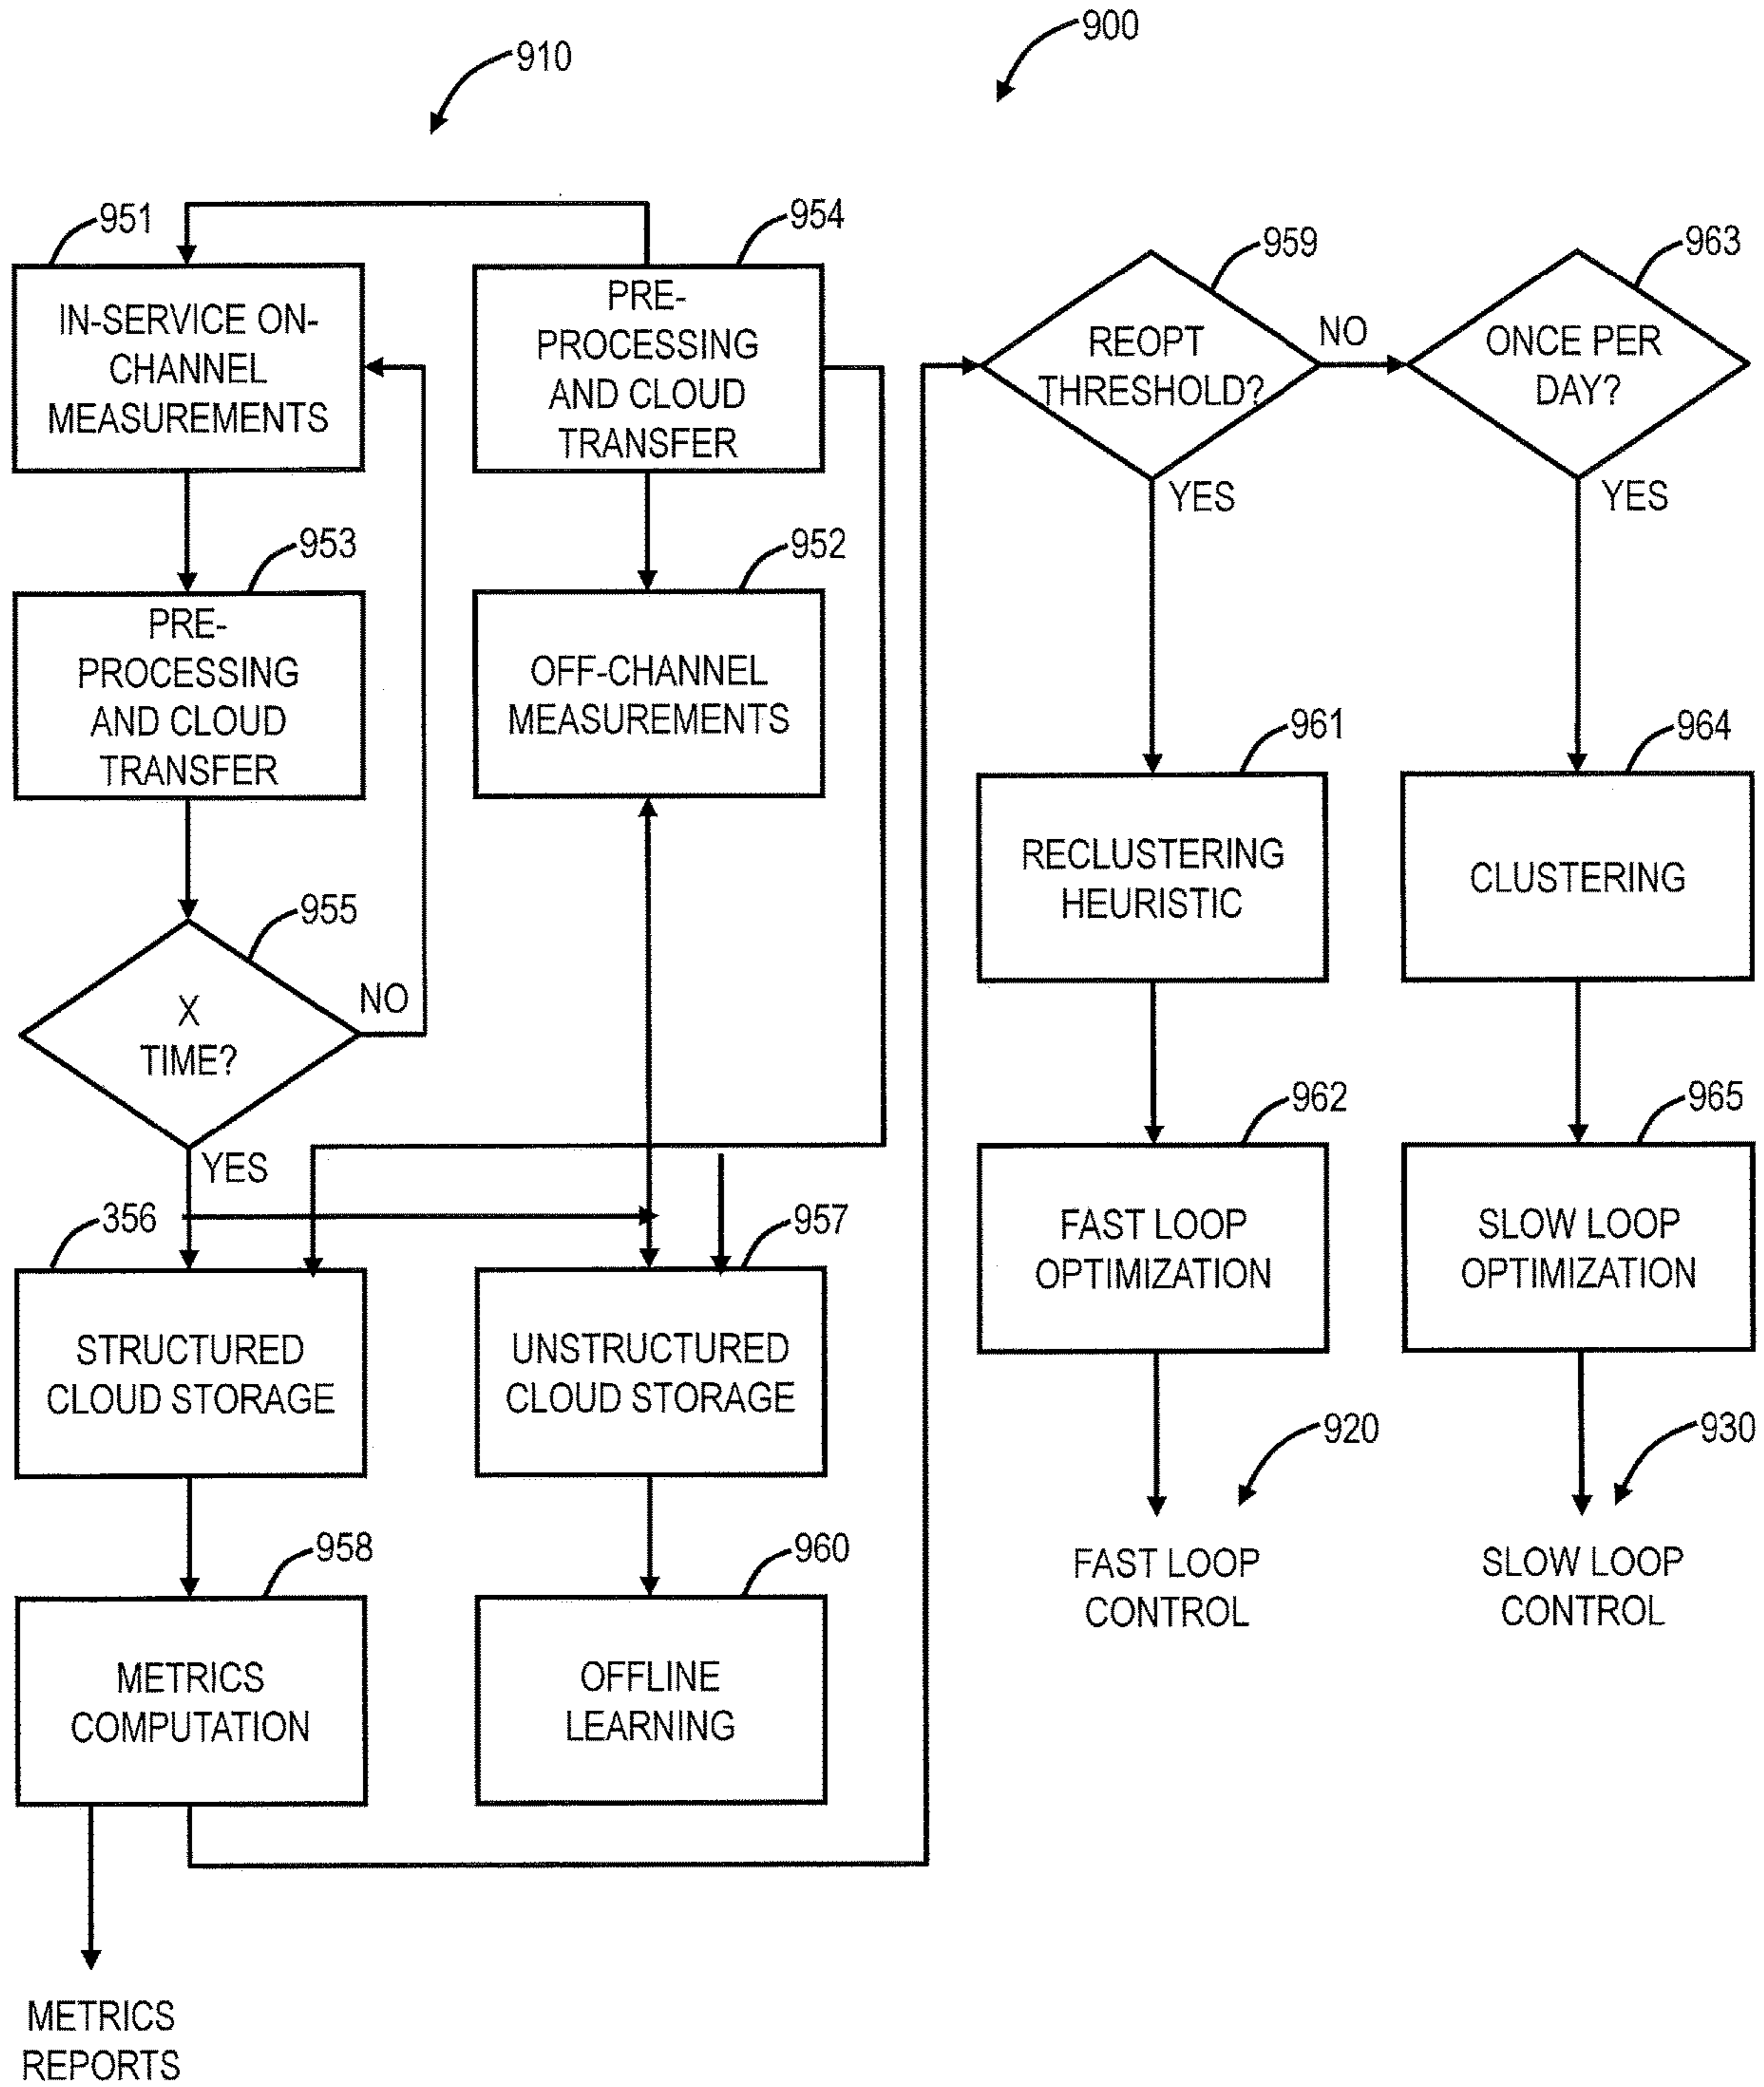 910
900
951
IN-SERVICE ON-
CHANNEL
MEASUREMENTS
954
PRE-
PROCESSING
AND CLOUD
TRANSFER
959
REOPT
THRESHOLD?
NO
YES
963
ONCE PER
DAY?
YES
953
PRE-
PROCESSING
AND CLOUD
TRANSFER
952
OFF-CHANNEL
MEASUREMENTS
961
RECLUSTERING
HEURISTIC
964
CLUSTERING
955
X
TIME?
NO
YES
962
FAST LOOP
OPTIMIZATION
965
SLOW LOOP
OPTIMIZATION
356
STRUCTURED
CLOUD STORAGE
957
UNSTRUCTURED
CLOUD STORAGE
920
FAST LOOP
CONTROL
930
SLOW LOOP
CONTROL
958
METRICS
COMPUTATION
960
OFFLINE
LEARNING
METRICS
REPORTS